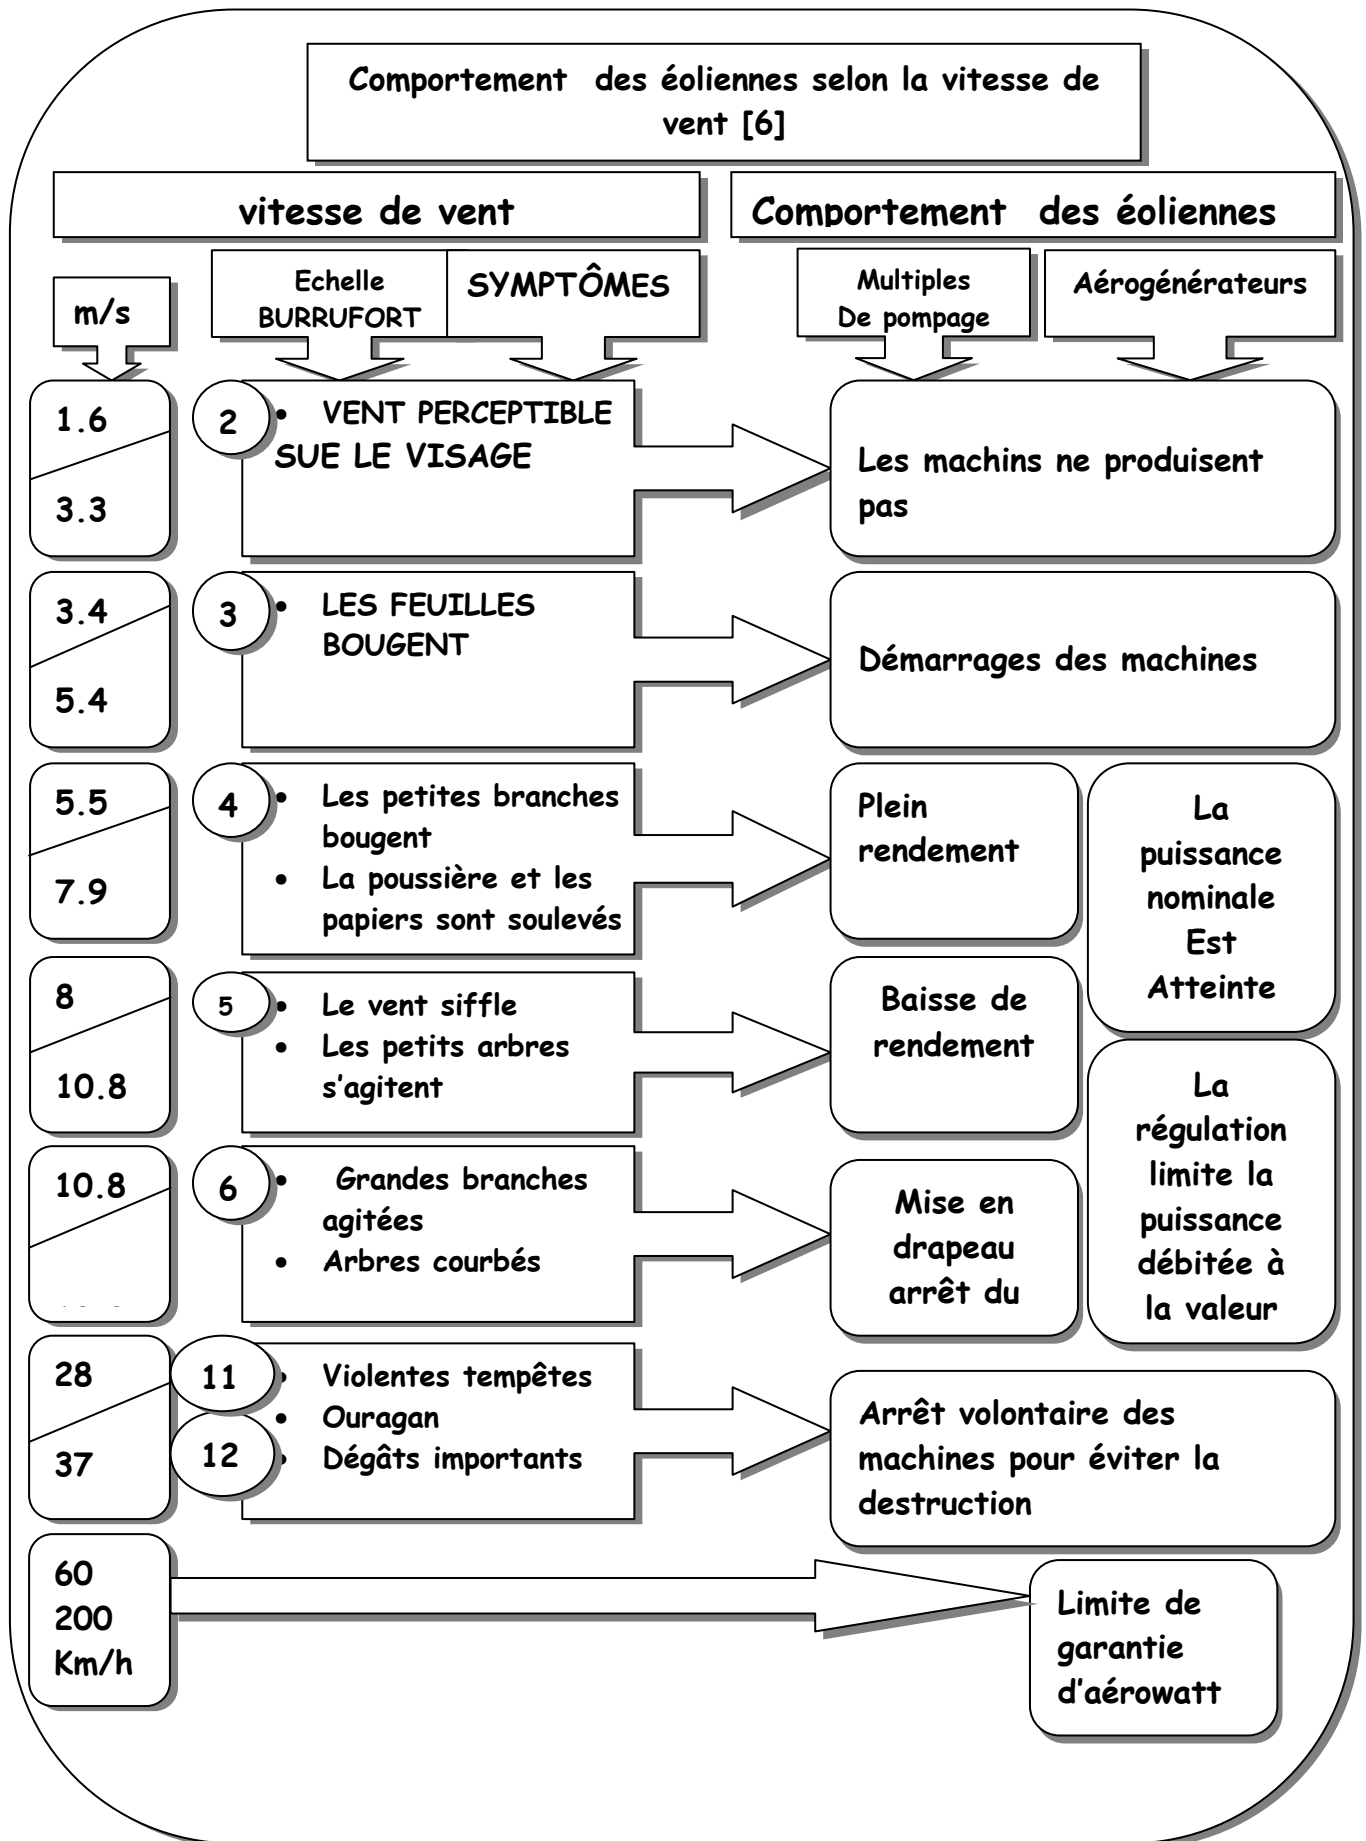 Comportement des éoliennes selon la vitesse de
vent [6]
vitesse de vent
Comportement des éoliennes
m/s
Echelle
BURRUFORT
SYMPTÔMES
Multiples
De pompage
Aérogénérateurs
1.6
3.3
2
• VENT PERCEPTIBLE
SUE LE VISAGE
Les machins ne produisent
pas
3.4
5.4
3
• LES FEUILLES
BOUGENT
Démarrages des machines
5.5
7.9
4
• Les petites branches
bougent
• La poussière et les
papiers sont soulevés
Plein
rendement
La
puissance
nominale
Est
Atteinte
8
10.8
5
• Le vent siffle
• Les petits arbres
s'agitent
Baisse de
rendement
La
régulation
limite la
puissance
débitée à
la valeur
10.8
6
• Grandes branches
agitées
• Arbres courbés
Mise en
drapeau
arrêt du
28
37
11
12
• Violentes tempêtes
• Ouragan
• Dégâts importants
Arrêt volontaire des
machines pour éviter la
destruction
60
200
Km/h
Limite de
garantie
d'aérowatt